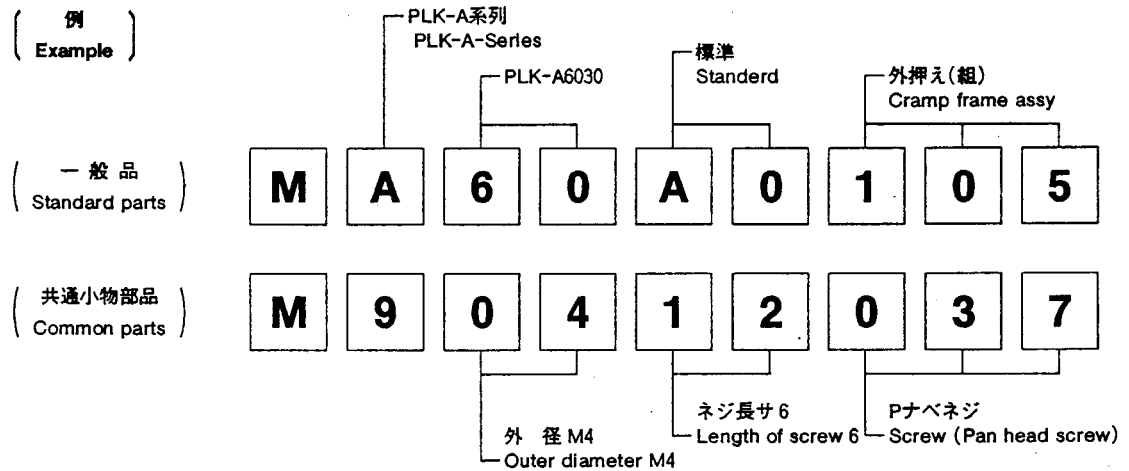 例
Example
PLK-A系列
PLK-A-Series
PLK-A6030
標準
Standerd
外押え(組)
Cramp frame assy
一般品
Standard parts
M A 6 0 A 0 1 0 5
共通小物部品
Common parts
M 9 0 4 1 2 0 3 7
外 径 M4
Outer diameter M4
ネジ長サ 6
Length of screw 6
Pナベネジ
Screw (Pan head screw)